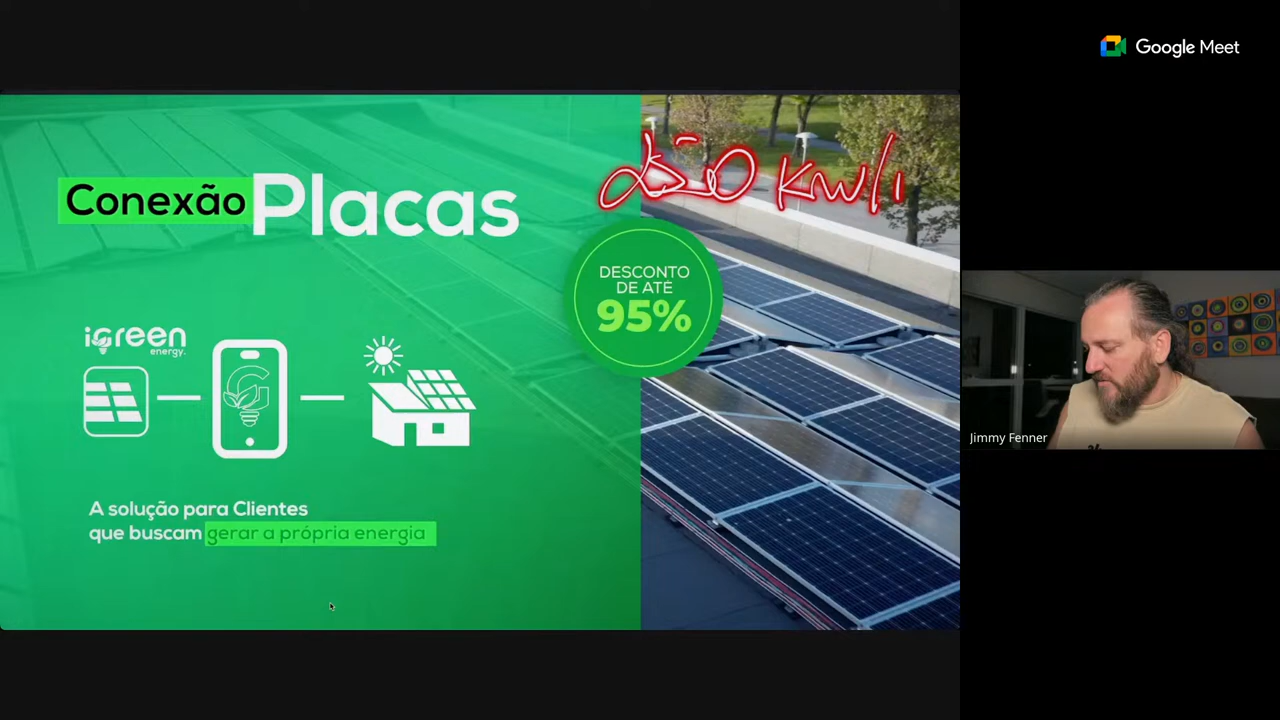 Google Meet
Conexão Placas
DESCONTO
DE ATÉ
95%
igreen
energy.
A solução para Clientes
que buscam gerar a própria energia
Jimmy Fenner